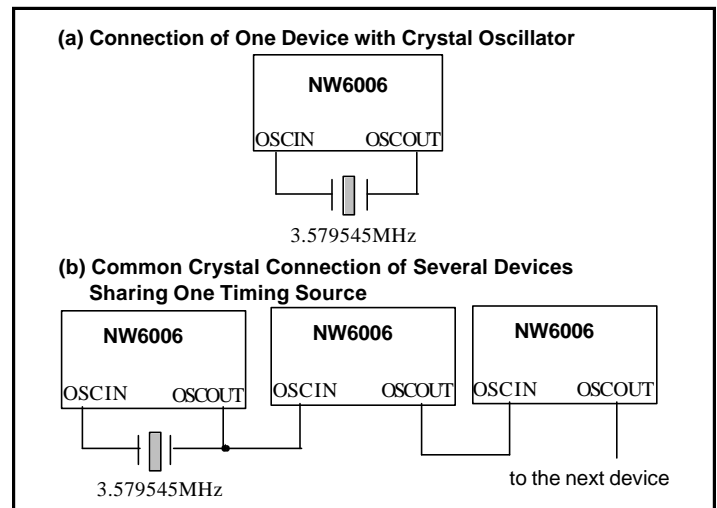 (a) Connection of One Device with Crystal Oscillator
NW6006
OSCIN OSCOUT
3.579545MHz
(b) Common Crystal Connection of Several Devices
Sharing One Timing Source
NW6006 NW6006 NW6006
OSCIN OSCOUT OSCIN OSCOUT OSCIN OSCOUT
3.579545MHz
to the next device